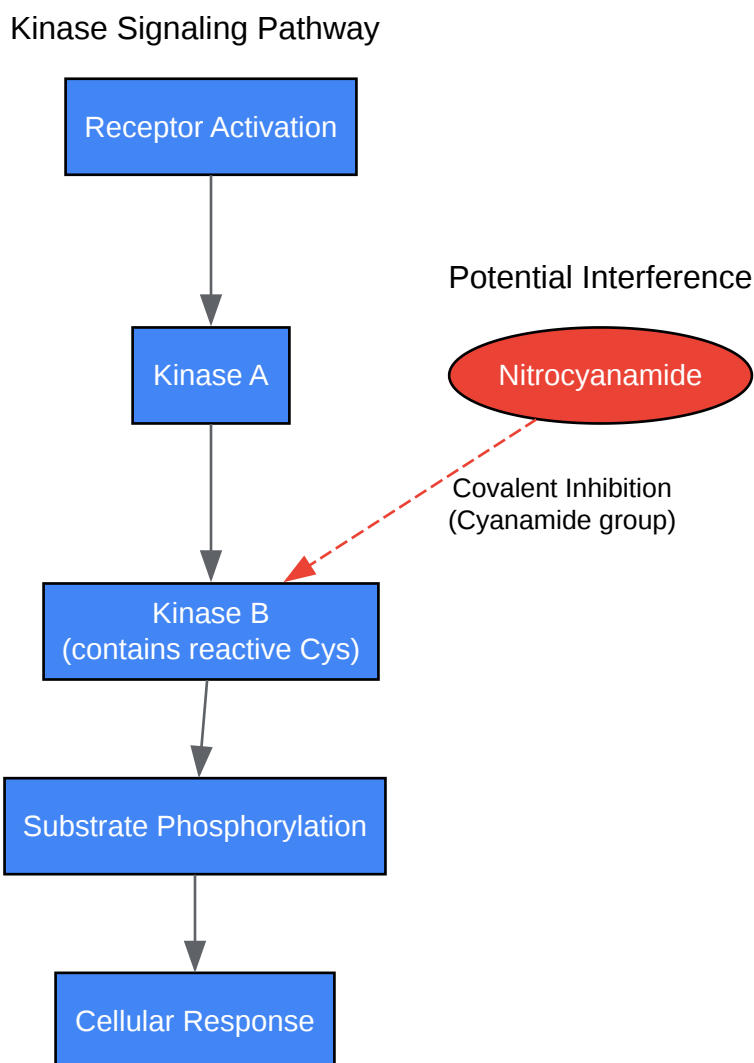 Kinase Signaling Pathway
Receptor Activation
Potential Interference
Kinase A
Nitrocyanamide
Covalent Inhibition
(Cyanamide group)
Kinase B
(contains reactive Cys)
Substrate Phosphorylation
Cellular Response